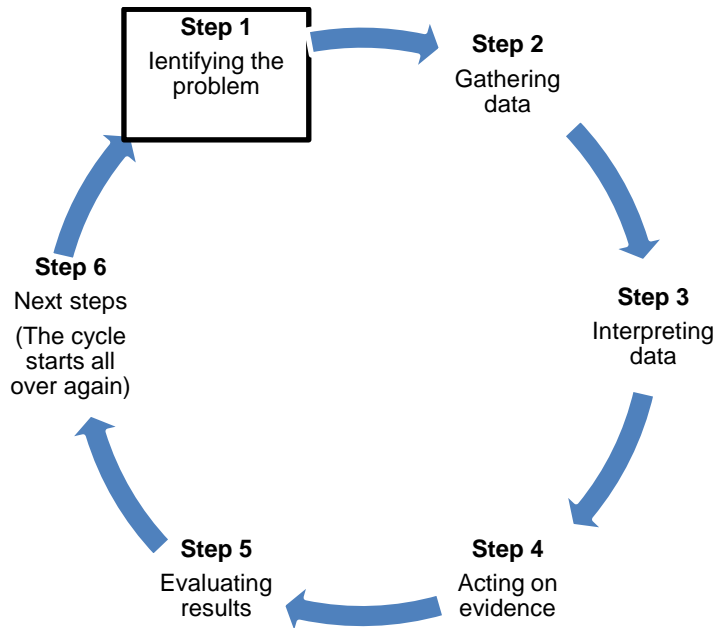 Step 1
Ientifying the
problem
Step 2
Gathering
data
Step 3
Interpreting
data
Step 4
Acting on
evidence
Step 5
Evaluating
results
Step 6
Next steps
(The cycle
starts all
over again)